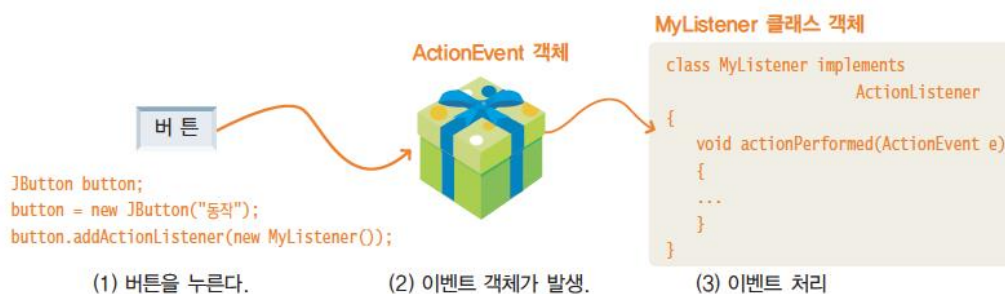 MyListener 클래스 객체
ActionEvent 객체
class MyListener implements
ActionListener
{
void actionPerformed(ActionEvent e)
{
...
}
}
버 튼
JButton button;
button = new JButton("동작");
button.addActionListener(new MyListener());
(1) 버튼을 누른다.
(2) 이벤트 객체가 발생.
(3) 이벤트 처리